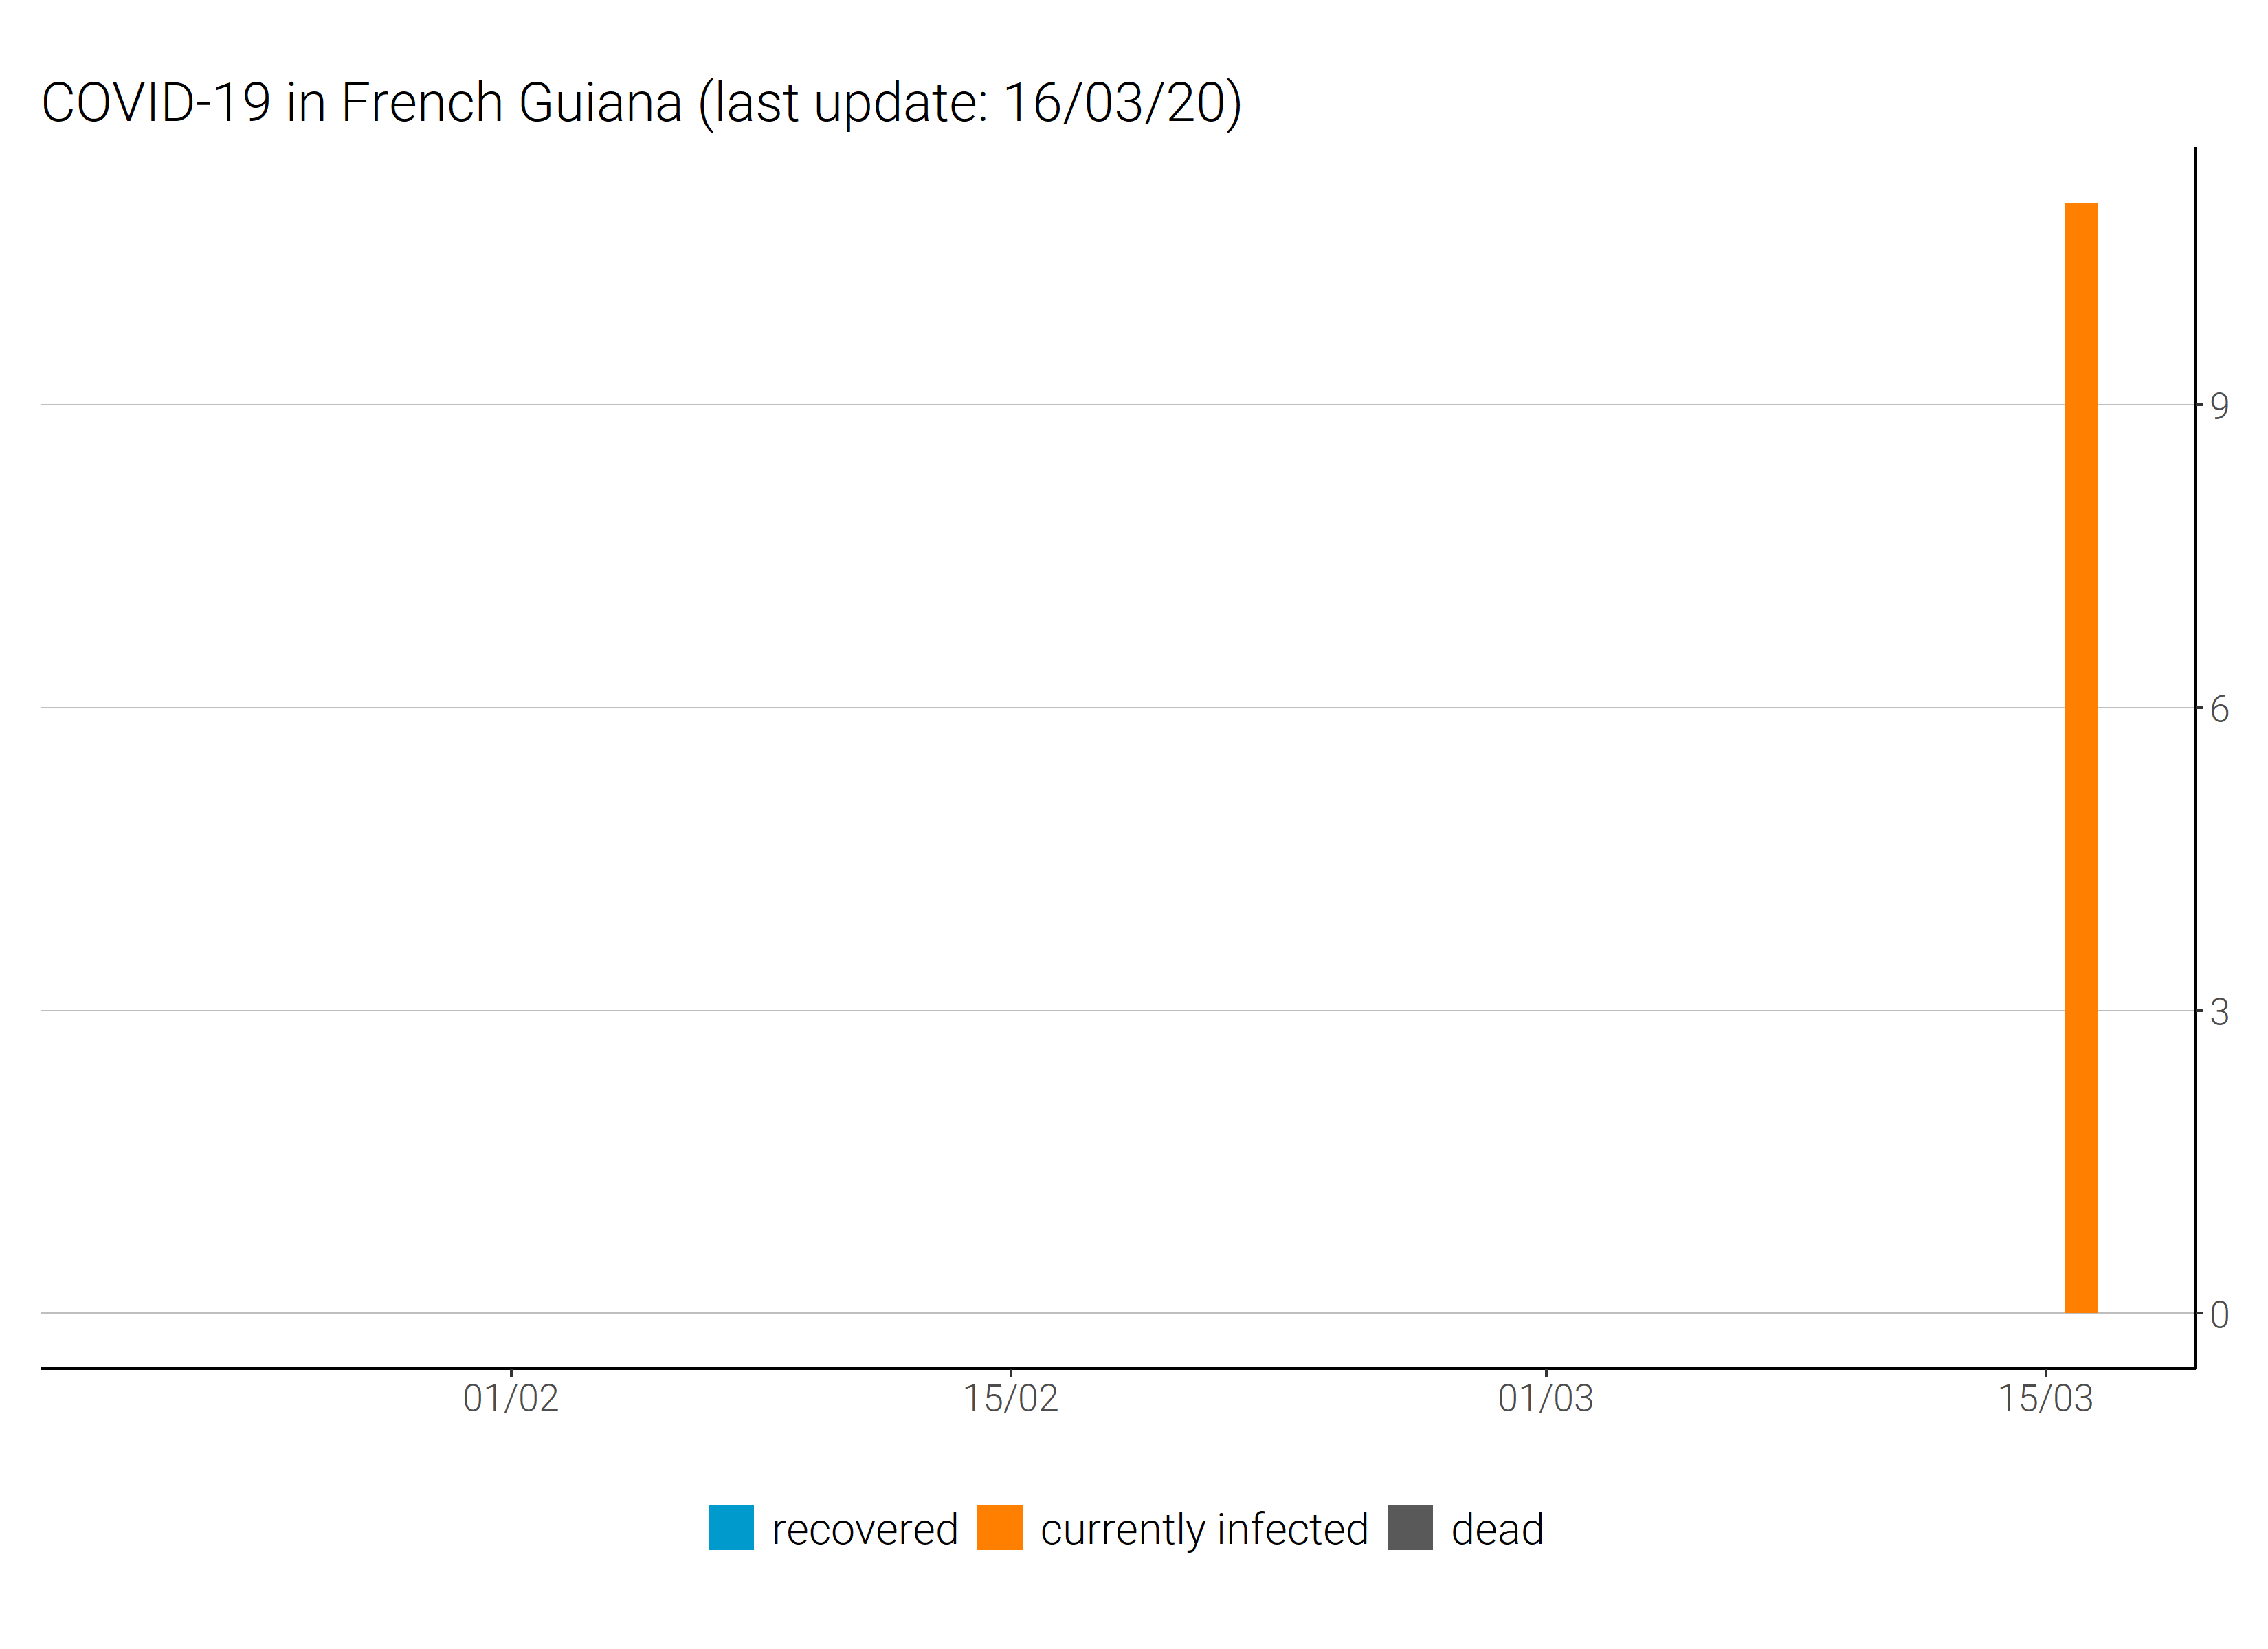 COVID-19 in French Guiana (last update: 16/03/20)
9
6
3
0
01/02 15/02 01/03 15/03
recovered currently infected dead